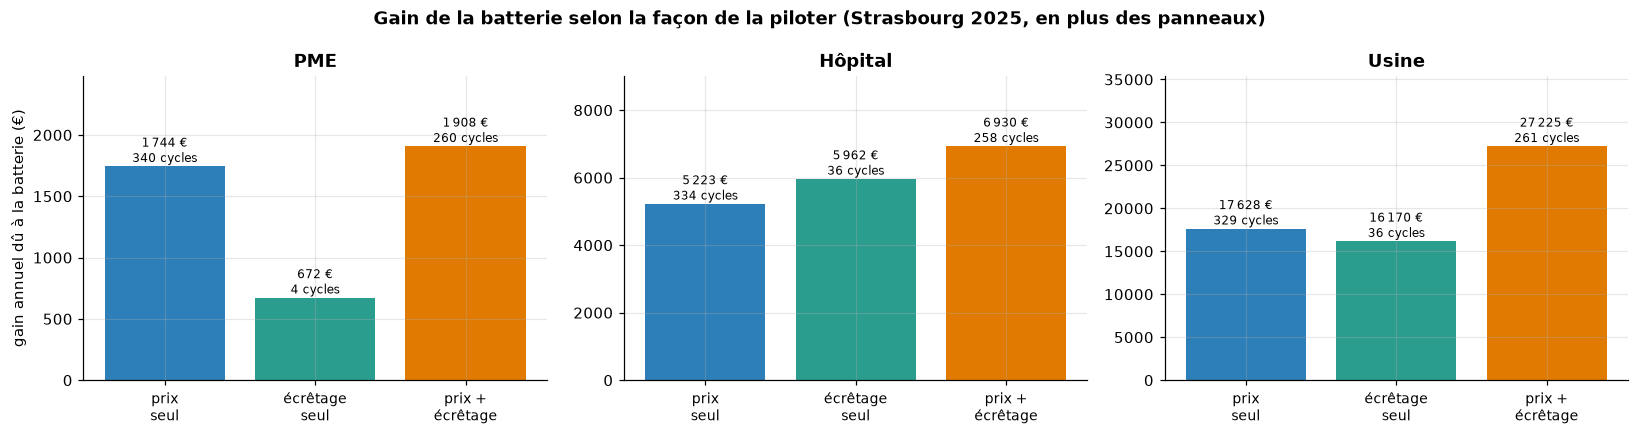 Gain de la batterie selon la façon de la piloter (Strasbourg 2025, en plus des panneaux)
PME
gain annuel dû à la batterie (€)
2000
1500
1000
500
0
1 744 €
340 cycles
672 €
4 cycles
1 908 €
260 cycles
prix
seul
écrêtage
seul
prix +
écrêtage
Hôpital
8000
6000
4000
2000
0
5 223 €
334 cycles
5 962 €
36 cycles
6 930 €
258 cycles
prix
seul
écrêtage
seul
prix +
écrêtage
Usine
35000
30000
25000
20000
15000
10000
5000
0
17 628 €
329 cycles
16 170 €
36 cycles
27 225 €
261 cycles
prix
seul
écrêtage
seul
prix +
écrêtage